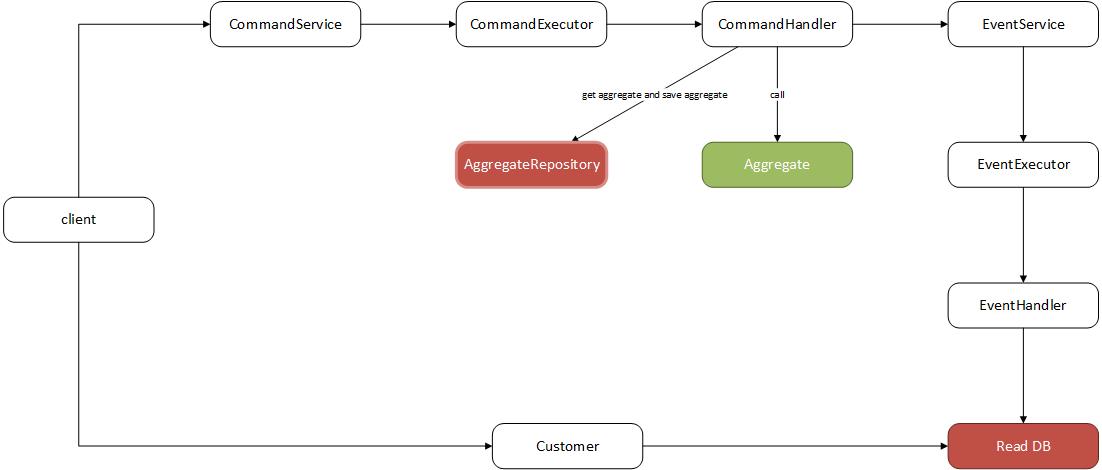 CommandService
CommandExecutor
CommandHandler
EventService
get aggregate and save aggregate
call
AggregateRepository
Aggregate
EventExecutor
client
EventHandler
Customer
Read DB